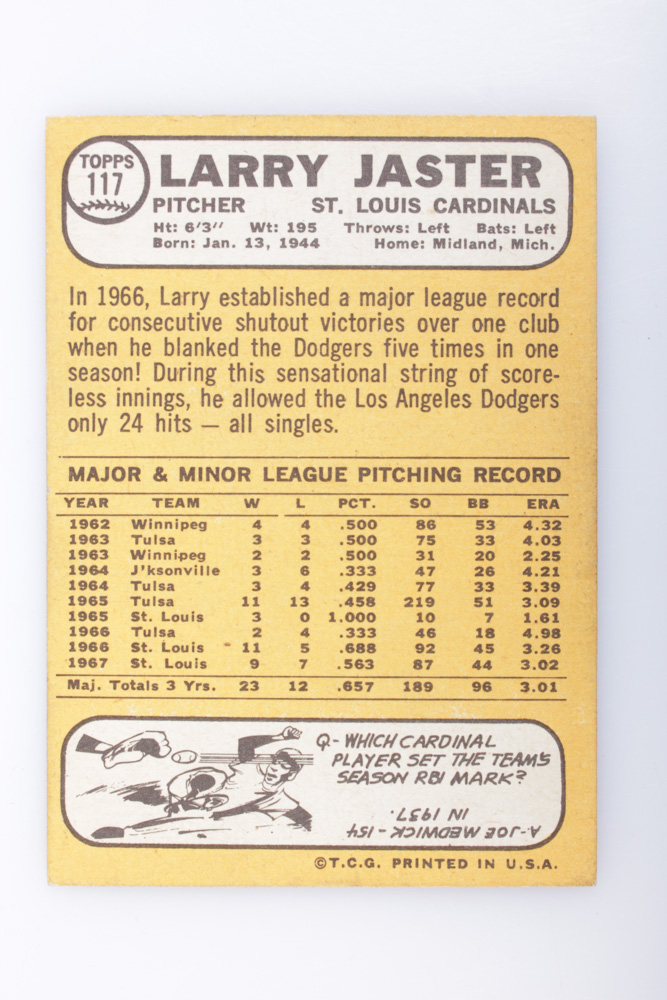 TOPPS
117
LARRY JASTER
PITCHER ST. LOUIS CARDINALS
Ht: 6'3" Wt: 195 Throws: Left Bats: Left
Born: Jan. 13, 1944 Home: Midland, Mich.
In 1966, Larry established a major league record
for consecutive shutout victories over one club
when he blanked the Dodgers five times in one
season! During this sensational string of score-
less innings, he allowed the Los Angeles Dodgers
only 24 hits — all singles.
MAJOR & MINOR LEAGUE PITCHING RECORD
YEAR TEAM W L PCT. SO BB ERA
1962 Winnipeg 4 4 .500 86 53 4.32
1963 Tulsa 3 3 .500 75 33 4.03
1963 Winnipeg 2 2 .500 31 20 2.25
1964 J'ksonville 3 6 .333 47 26 4.21
1964 Tulsa 3 4 .429 77 33 3.39
1965 Tulsa 11 13 .458 219 51 3.09
1965 St. Louis 3 0 1.000 10 7 1.61
1966 Tulsa 2 4 .333 46 18 4.98
1966 St. Louis 11 5 .688 92 45 3.26
1967 St. Louis 9 7 .563 87 44 3.02
Maj. Totals 3 Yrs. 23 12 .657 189 96 3.01
Q- WHICH CARDINAL
PLAYER SET THE TEAM'S
SEASON RBI MARK?
A- JOE MEDWICK - 154
IN 1937.
©T.C.G. PRINTED IN U.S.A.